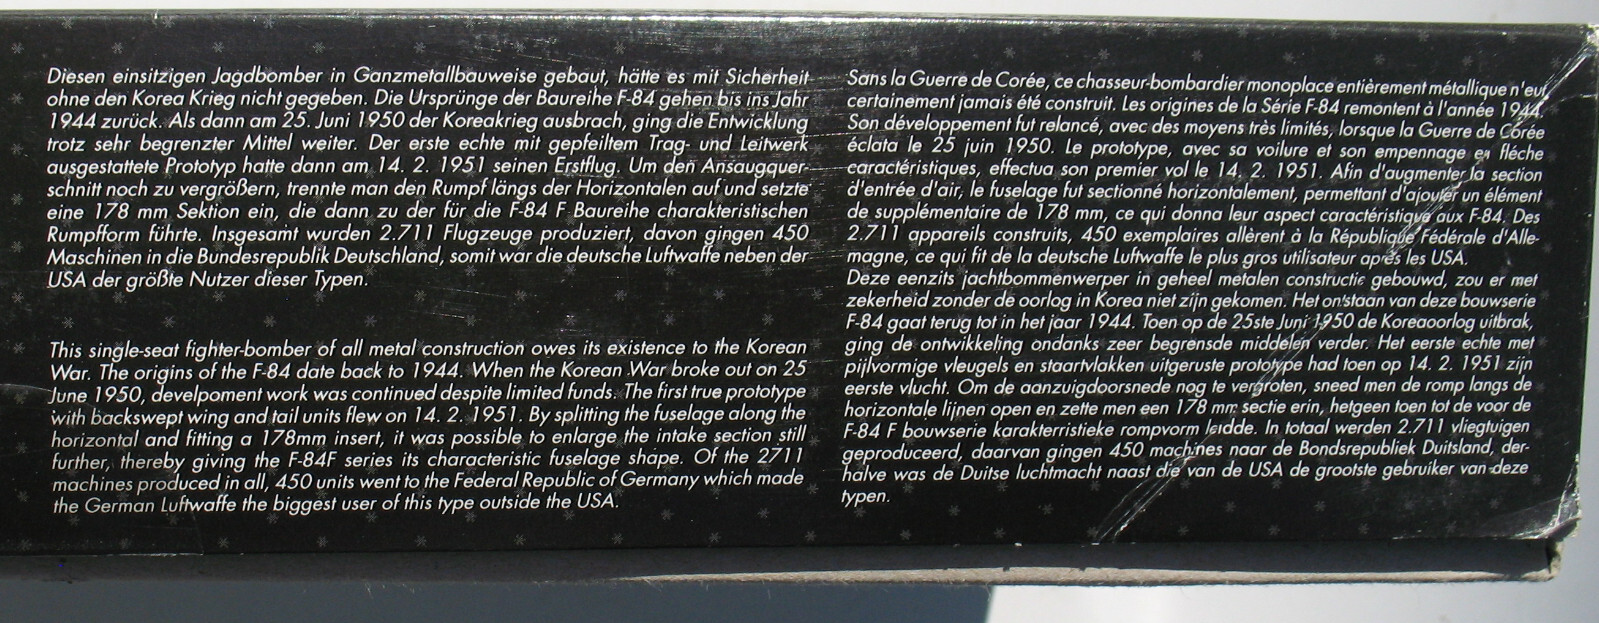 Diesen einsitzigen Jagdbomber in Ganzmetallbauweise gebaut, hätte es mit Sicherheit
ohne den Korea Krieg nicht gegeben. Die Ursprünge der Baureihe F-84 gehen bis ins Jahr
1944 zurück. Als dann am 25. Juni 1950 der Koreakrieg ausbrach, ging die Entwicklung
trotz sehr begrenzter Mittel weiter. Der erste echte mit gepfeiltem Trag- und Leitwerk
ausgestattete Prototyp hatte dann am 14. 2. 1951 seinen Erstflug. Um den Ansaugquer-
schnitt noch zu vergrößern, trennte man den Rumpf längs der Horizontalen auf und setzte
eine 178 mm Sektion ein, die dann zu der für die F-84 F Baureihe charakteristischen
Rumpfform führte. Insgesamt wurden 2.711 Flugzeuge produziert, davon gingen 450
Maschinen in die Bundesrepublik Deutschland, somit war die deutsche Luftwaffe neben der
USA der größte Nutzer dieser Typen.
This single-seat fighter-bomber of all metal construction owes its existence to the Korean
War. The origins of the F-84 date back to 1944. When the Korean War broke out on 25
June 1950, develpoment work was continued despite limited funds. The first true prototype
with backswept wing and tail units flew on 14. 2. 1951. By splitting the fuselage along the
horizontal and fitting a 178mm insert, it was possible to enlarge the intake section still
further, thereby giving the F-84F series its characteristic fuselage shape. Of the 2711
machines produced in all, 450 units went to the Federal Republic of Germany which made
the German Luftwaffe the biggest user of this type outside the USA.
Sans la Guerre de Corée, ce chasseur-bombardier monoplace entièrement métallique n'eut
certainement jamais été construit. Les origines de la Série F-84 remontent à l'année 1944.
Son développement fut relancé, avec des moyens très limités, lorsque la Guerre de Corée
éclata le 25 juin 1950. Le prototype, avec sa voilure et son empennage en fléche
caractéristiques, effectua son premier vol le 14. 2. 1951. Afin d'augmenter la section
d'entrée d'air, le fuselage fut sectionné horizontalement, permettant d'ajouter un élément
de supplémentaire de 178 mm, ce qui donna leur aspect caractéristique aux F-84. Des
2.711 appareils construits, 450 exemplaires allèrent à la République Fédérale d'Alle-
magne, ce qui fit de la deutsche Luftwaffe le plus gros utilisateur après les USA.
Deze eenzits jachtbommenwerper in geheel metalen constructie gebouwd, zou er met
zekerheid zonder de oorlog in Korea niet zijn gekomen. Het ontstaan van deze bouwserie
F-84 gaat terug tot in het jaar 1944. Toen op de 25ste Juni 1950 de Koreaoorlog uitbrak,
ging de ontwikkeling ondanks zeer begrensde middelen verder. Het eerste echte met
pijlvormige vleugels en staartvlakken uitgeruste prototype had toen op 14. 2. 1951 zijn
eerste vlucht. Om de aanzuigdoorsnede nog te vergroten, sneed men de romp langs de
horizontale lijnen open en zette men een 178 mm sectie erin, hetgeen toen tot de voor de
F-84 F bouwserie karakterristieke rompvorm leidde. In totaal werden 2.711 vliegtuigen
geproduceerd, daarvan gingen 450 machines naar de Bondsrepubliek Duitsland, der-
halve was de Duitse luchtmacht naast die van de USA de grootste gebruiker van deze
typen.